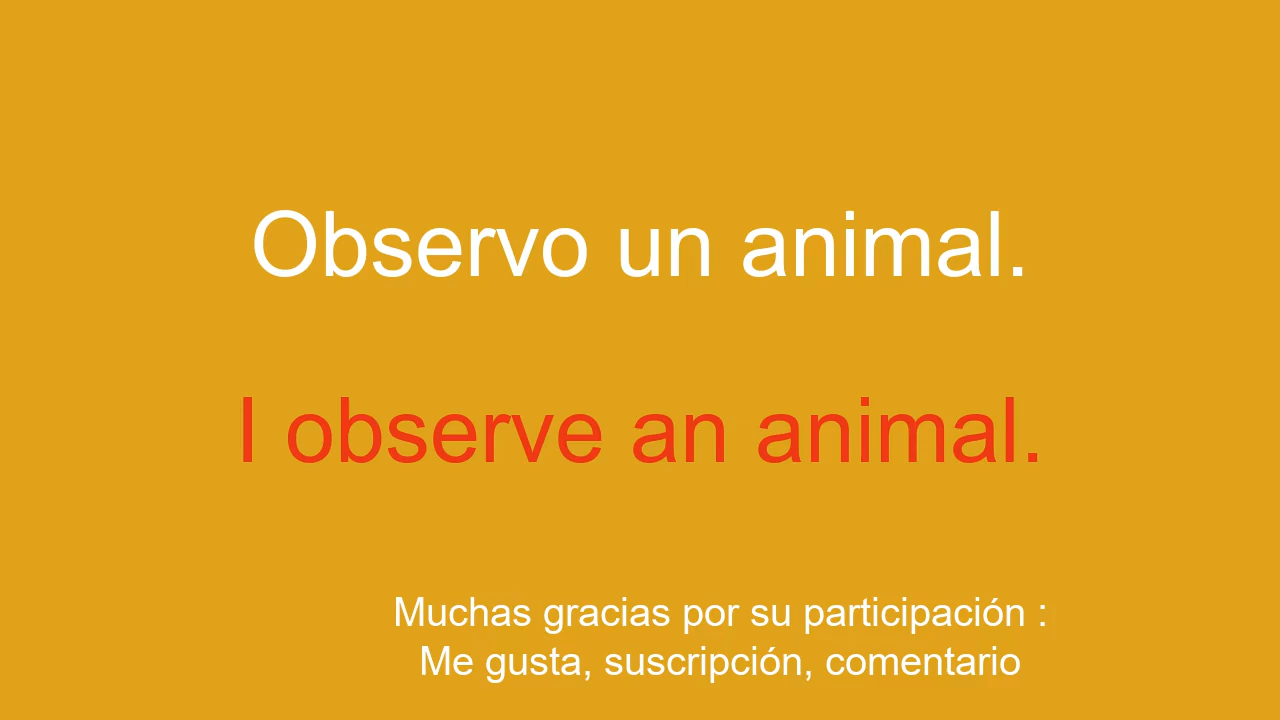 Observo un animal.
I observe an animal.
Muchas gracias por su participación :
Me gusta, suscripción, comentario